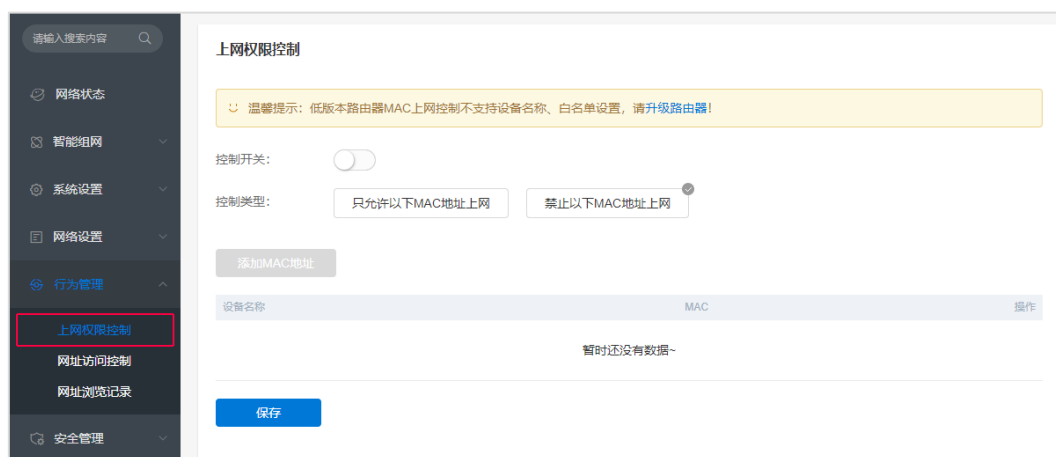 请输入搜索内容
网络状态
智能组网
系统设置
网络设置
行为管理
上网权限控制
网址访问控制
网址浏览记录
安全管理
上网权限控制
温馨提示：低版本路由器MAC上网控制不支持设备名称、白名单设置，请升级路由器！
控制开关：
控制类型： 只允许以下MAC地址上网 禁止以下MAC地址上网
添加MAC地址
设备名称 MAC 操作
暂时还没有数据~
保存